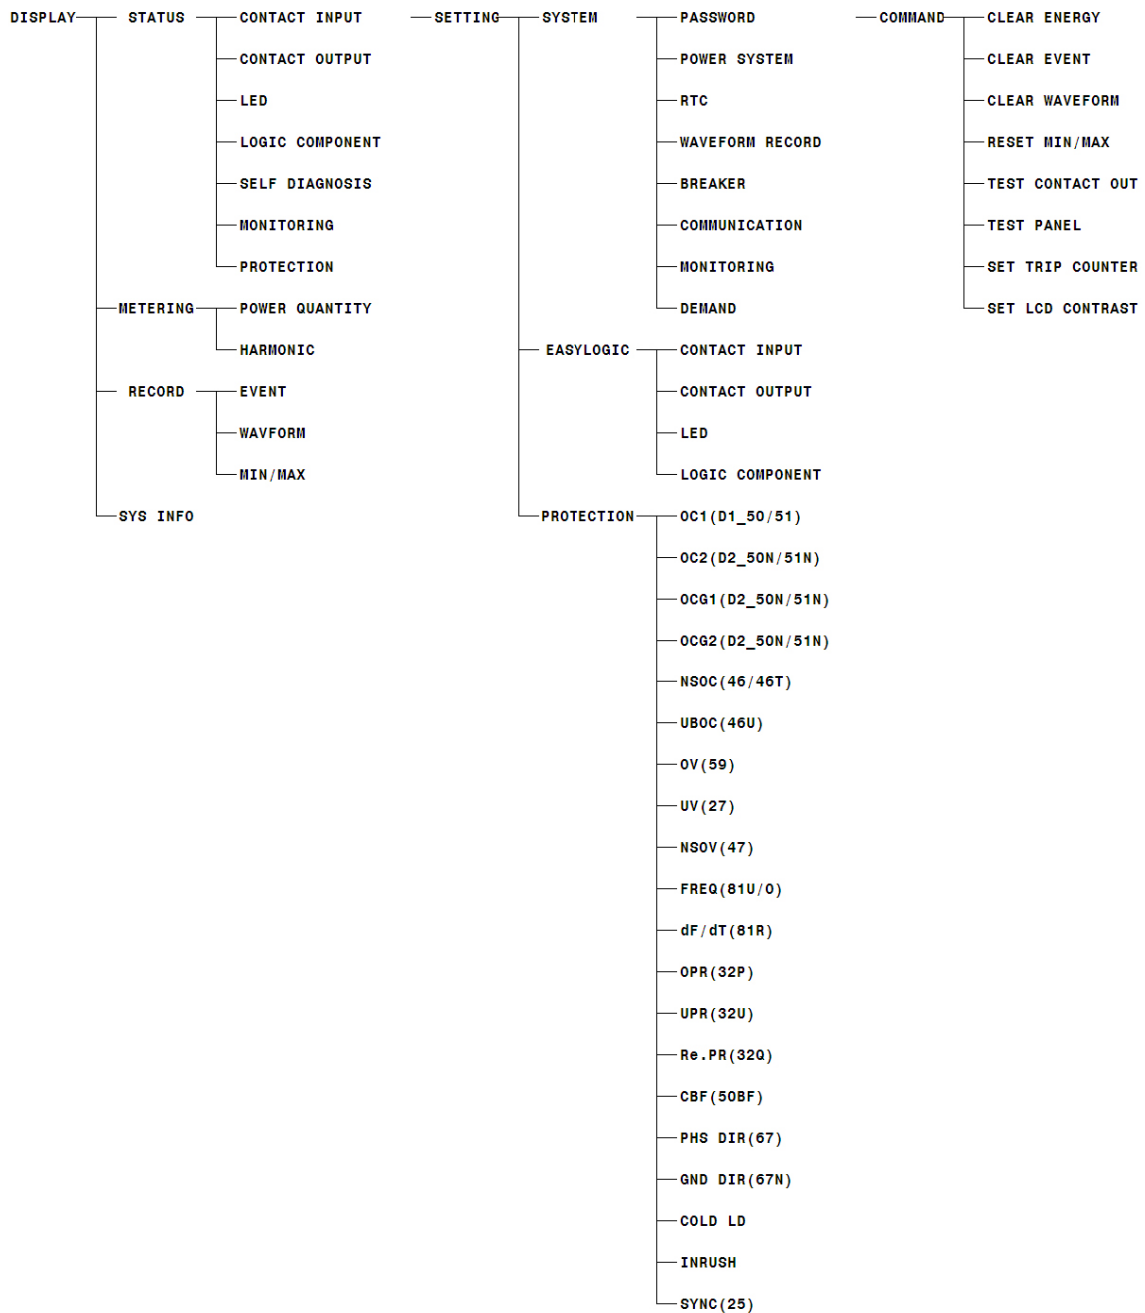 DISPLAY
STATUS
CONTACT INPUT
CONTACT OUTPUT
LED
LOGIC COMPONENT
SELF DIAGNOSIS
MONITORING
PROTECTION
METERING
POWER QUANTITY
HARMONIC
RECORD
EVENT
WAVFORM
MIN/MAX
SYS INFO
SETTING
SYSTEM
PASSWORD
POWER SYSTEM
RTC
WAVEFORM RECORD
BREAKER
COMMUNICATION
MONITORING
DEMAND
EASYLOGIC
CONTACT INPUT
CONTACT OUTPUT
LED
LOGIC COMPONENT
PROTECTION
OC1(D1_50/51)
OC2(D2_50N/51N)
OCG1(D2_50N/51N)
OCG2(D2_50N/51N)
NSOC(46/46T)
UBOC(46U)
OV(59)
UV(27)
NSOV(47)
FREQ(81U/O)
dF/dT(81R)
OPR(32P)
UPR(32U)
Re.PR(32Q)
CBF(50BF)
PHS DIR(67)
GND DIR(67N)
COLD LD
INRUSH
SYNC(25)
COMMAND
CLEAR ENERGY
CLEAR EVENT
CLEAR WAVEFORM
RESET MIN/MAX
TEST CONTACT OUT
TEST PANEL
SET TRIP COUNTER
SET LCD CONTRAST